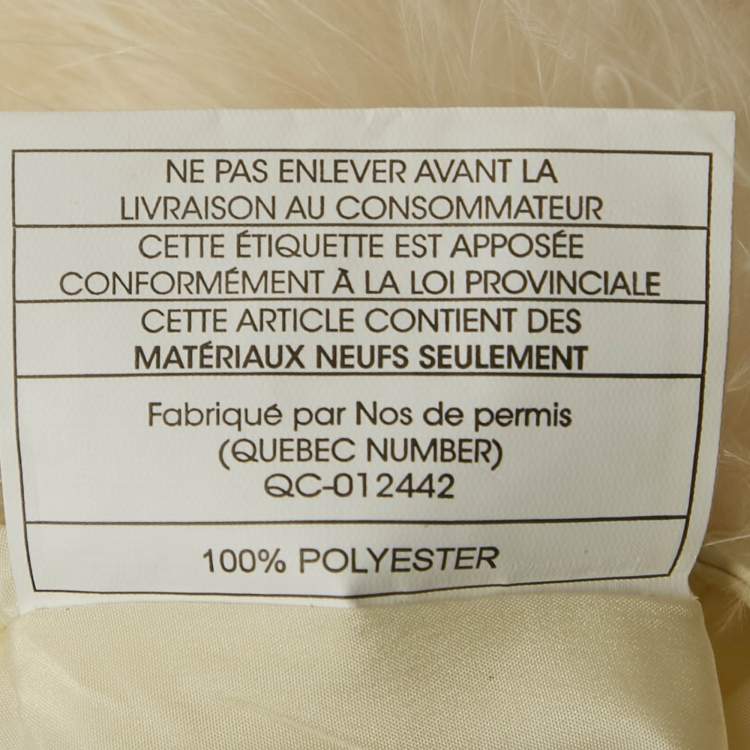 NE PAS ENLEVER AVANT LA
LIVRAISON AU CONSOMMATEUR
CETTE ÉTIQUETTE EST APPOSÉE
CONFORMÉMENT À LA LOI PROVINCIALE
CETTE ARTICLE CONTIENT DES
MATÉRIAUX NEUFS SEULEMENT
Fabriqué par Nos de permis
(QUEBEC NUMBER)
QC-012442
100% POLYESTER